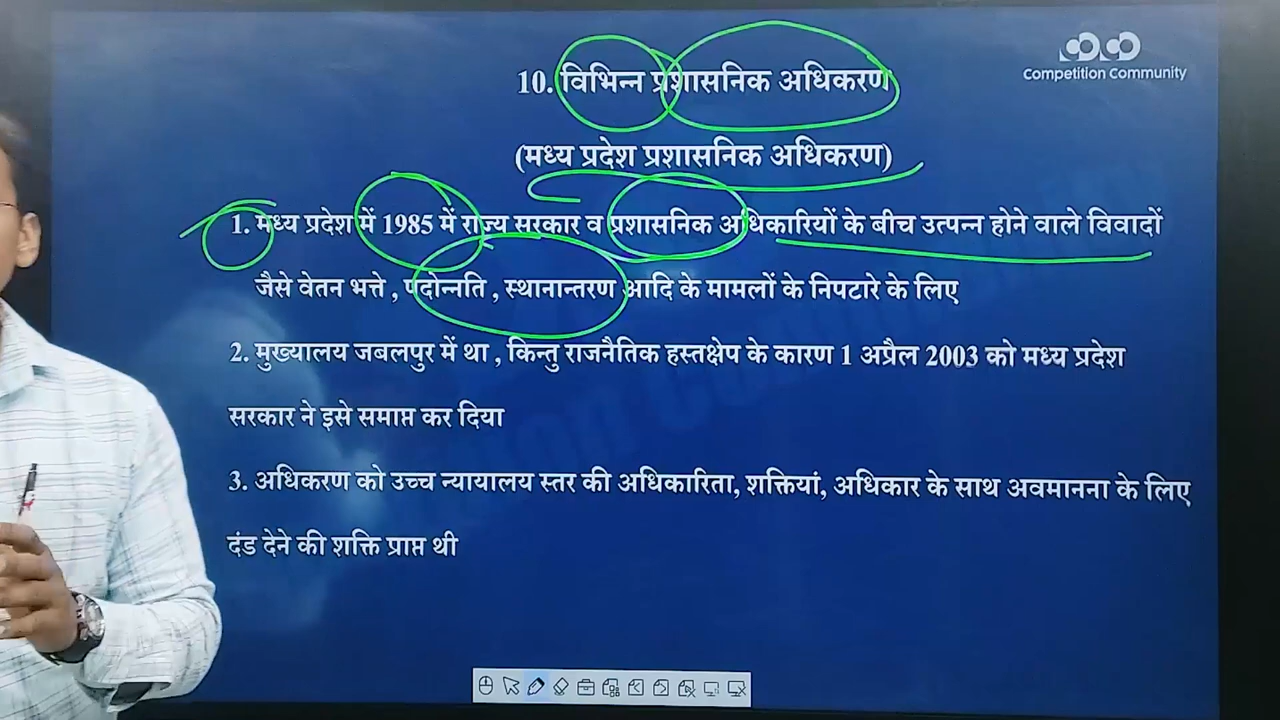 Competition Community
10. विभिन्न प्रशासनिक अधिकरण
(मध्य प्रदेश प्रशासनिक अधिकरण)
1. मध्य प्रदेश में 1985 में राज्य सरकार व प्रशासनिक अधिकारियों के बीच उत्पन्न होने वाले विवादों
जैसे वेतन भत्ते , पदोन्नति , स्थानान्तरण आदि के मामलों के निपटारे के लिए
2. मुख्यालय जबलपुर में था , किन्तु राजनैतिक हस्तक्षेप के कारण 1 अप्रैल 2003 को मध्य प्रदेश
सरकार ने इसे समाप्त कर दिया
3. अधिकरण को उच्च न्यायालय स्तर की अधिकारिता, शक्तियां, अधिकार के साथ अवमानना के लिए
दंड देने की शक्ति प्राप्त थी